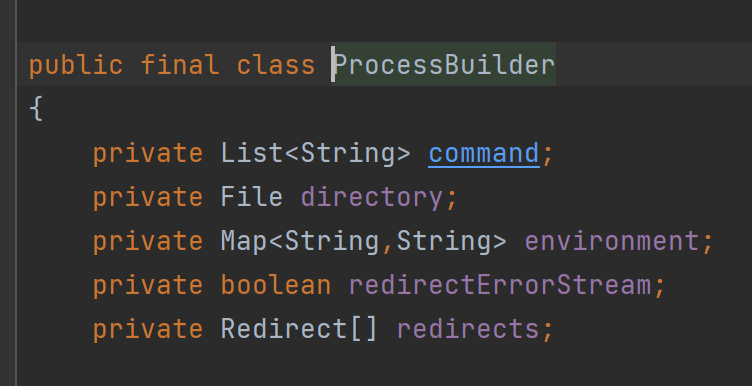 public final class ProcessBuilder
{
private List<String> command;
private File directory;
private Map<String,String> environment;
private boolean redirectErrorStream;
private Redirect[] redirects;